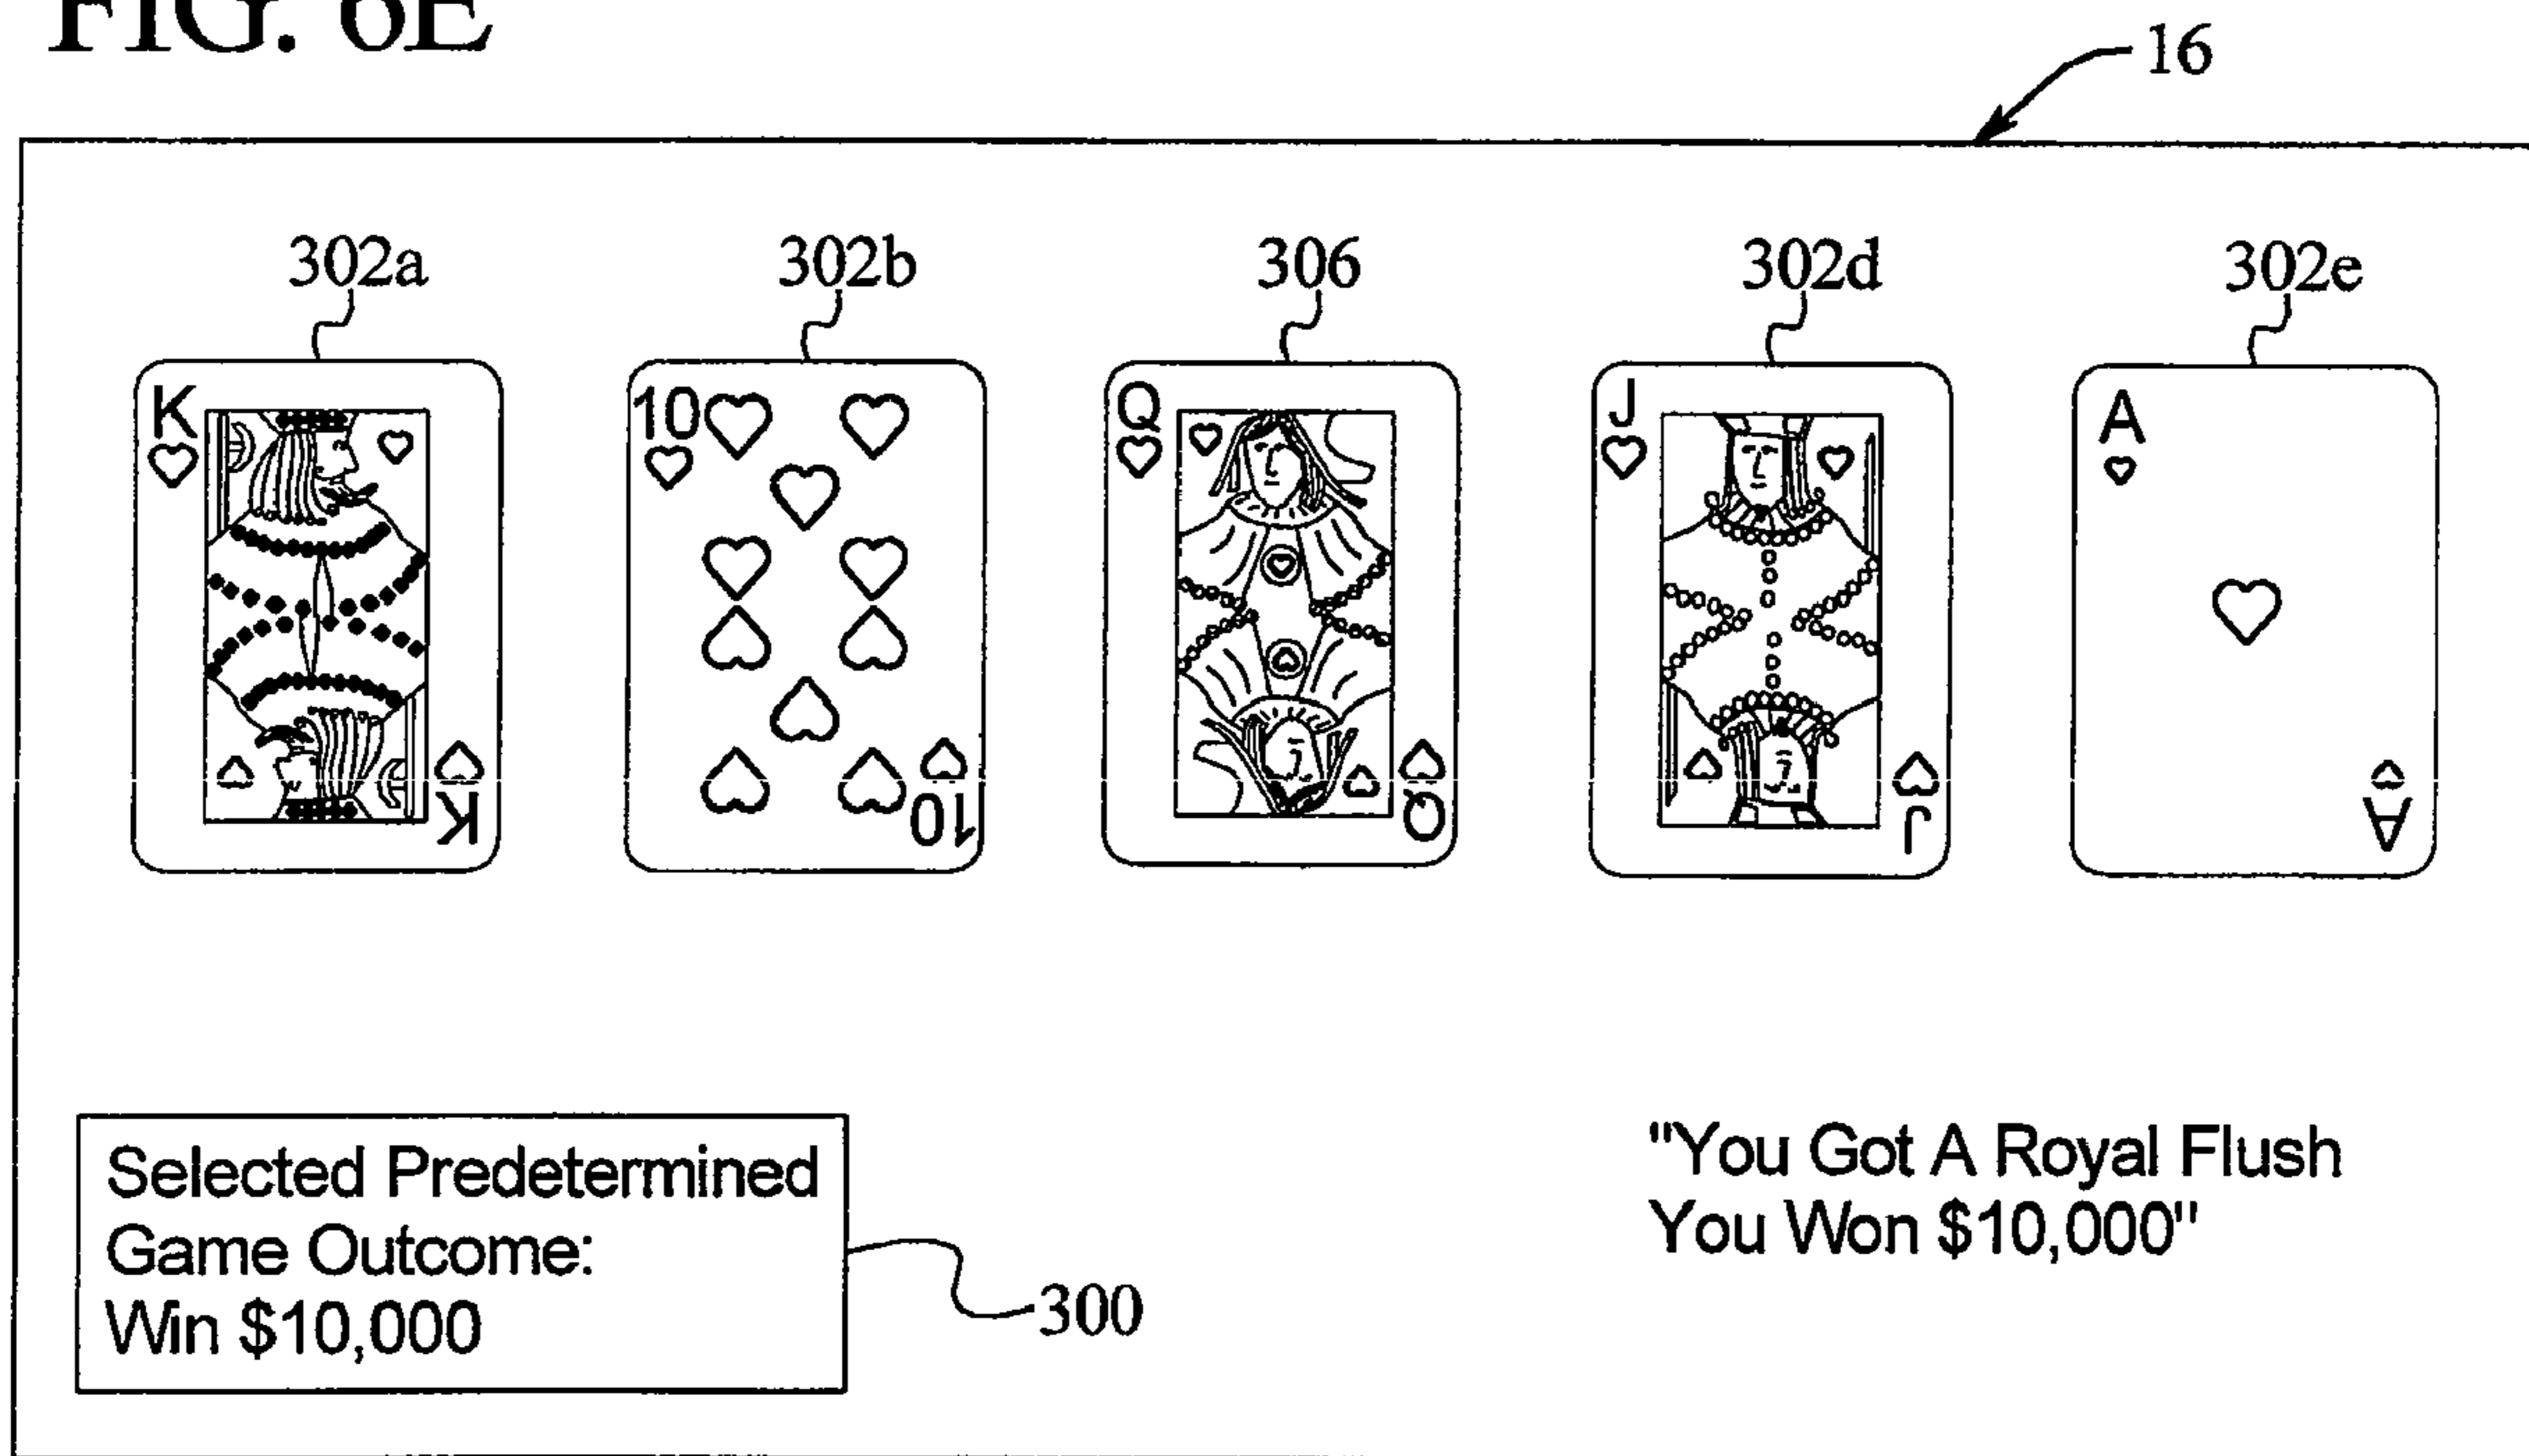 FIG. 6E
16
302a 302b 306 302d 302e
K 10 Q J A
K 10 Q J A
Selected Predetermined
Game Outcome:
Win $10,000
300
"You Got A Royal Flush
You Won $10,000"